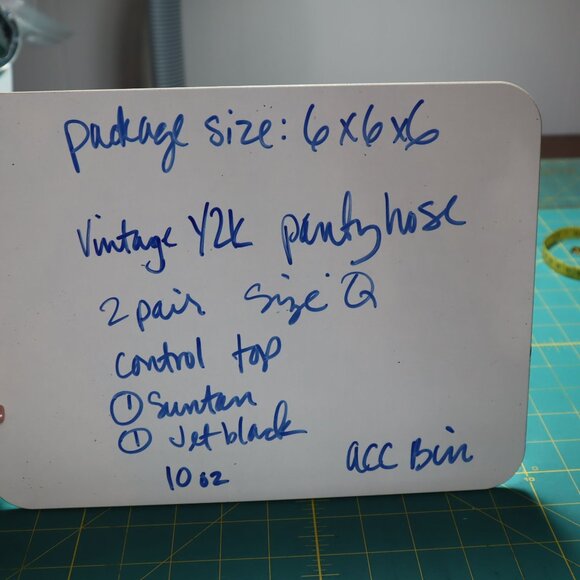 package size: 6x6x6
Vintage Y2K pantyhose
2 pair size Q
control top
① Suntan
① Jet black
10 oz
acc Bin